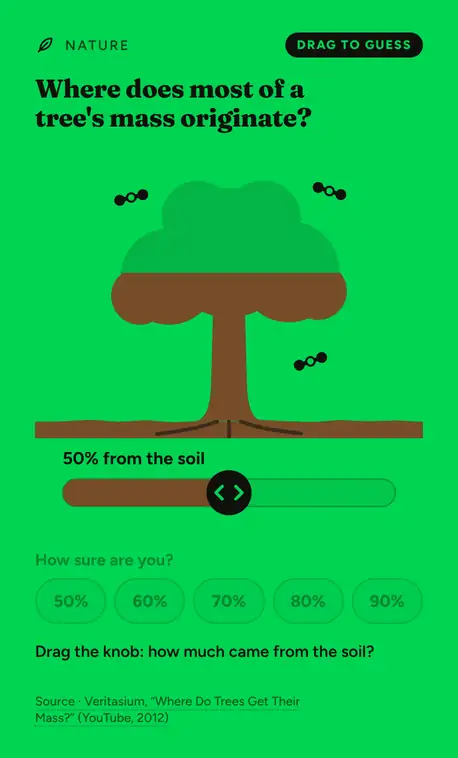 NATURE
DRAG TO GUESS
Where does most of a
tree's mass originate?
50% from the soil
How sure are you?
50% 60% 70% 80% 90%
Drag the knob: how much came from the soil?
Source · Veritasium, “Where Do Trees Get Their
Mass?” (YouTube, 2012)